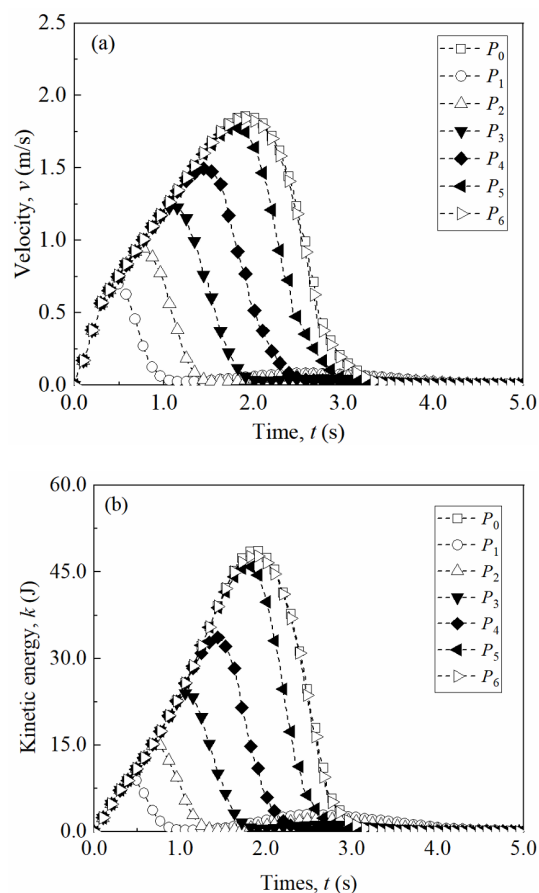 (a)
P0
P1
P2
P3
P4
P5
P6
2.5
2.0
1.5
1.0
0.5
0.0
Velocity, v (m/s)
0.0 1.0 2.0 3.0 4.0 5.0
Time, t (s)
(b)
P0
P1
P2
P3
P4
P5
P6
60.0
45.0
30.0
15.0
0.0
Kinetic energy, k (J)
0.0 1.0 2.0 3.0 4.0 5.0
Times, t (s)